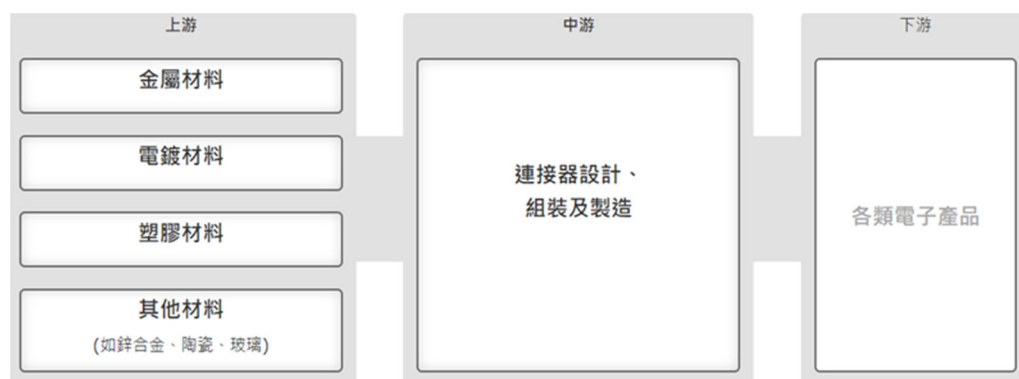 上游
金屬材料
電鍍材料
塑膠材料
其他材料
(如鋅合金、陶瓷、玻璃)
中游
連接器設計、
組裝及製造
下游
各類電子產品